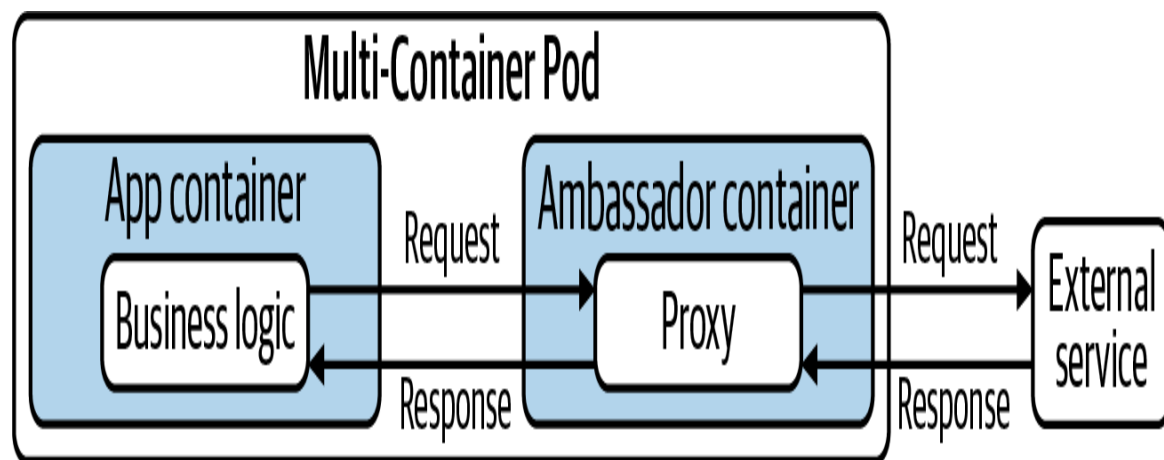 Multi-Container Pod
App container
Ambassador container
Request
Request
Business logic
Proxy
External
service
Response
Response